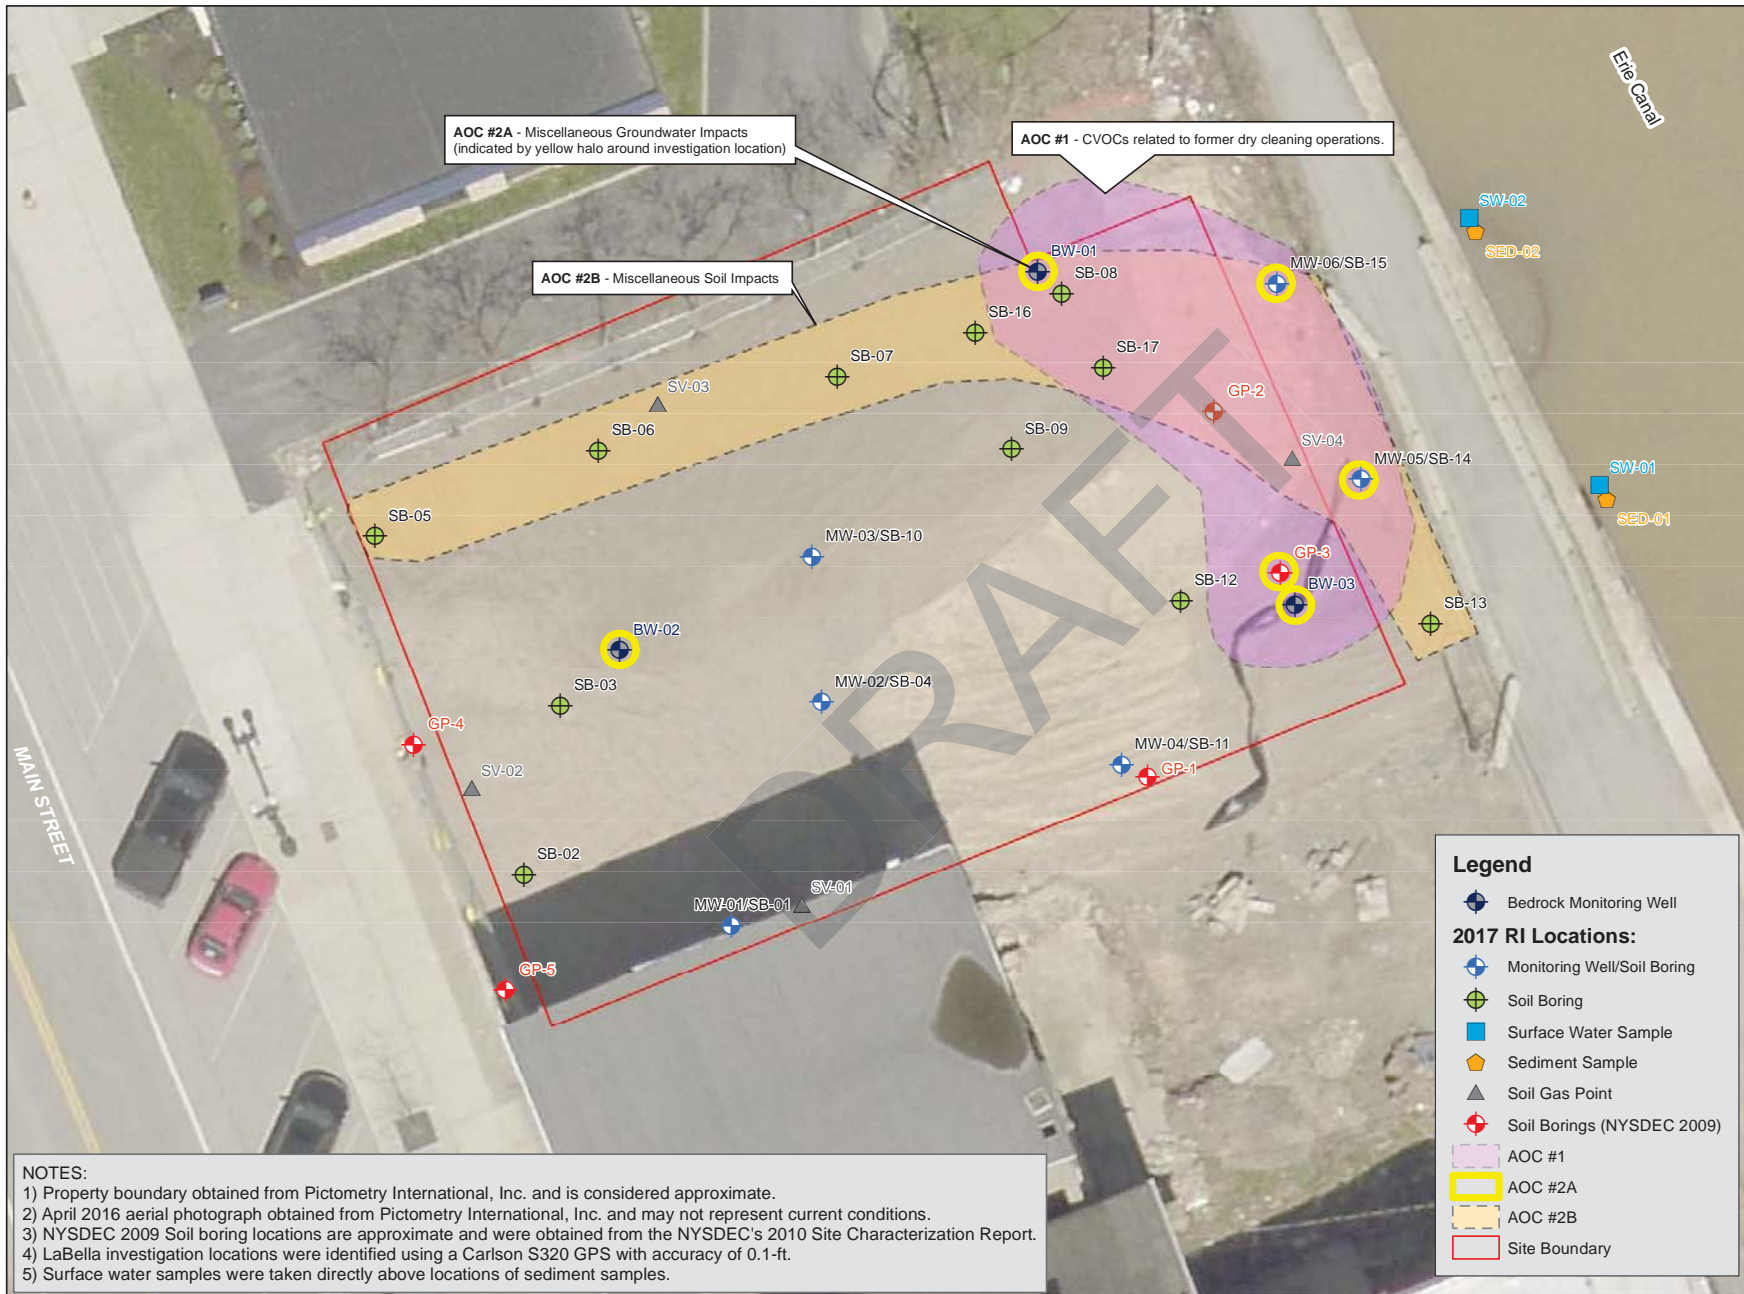 Erie Canal
AOC #2A - Miscellaneous Groundwater Impacts
(indicated by yellow halo around investigation location)
AOC #1 - CVOCs related to former dry cleaning operations.
SW-02
SED-02
BW-01
SB-08
MW-06/SB-15
AOC #2B - Miscellaneous Soil Impacts
SB-16
SB-07
SB-17
SV-03
GP-2
SB-06
SB-09
SV-04
MW-05/SB-14
SW-01
SED-01
SB-05
MW-03/SB-10
GP-3
SB-12
BW-03
SB-13
BW-02
SB-03
MW-02/SB-04
GP-4
MW-04/SB-11
GP-1
SV-02
MAIN STREET
DRAFT
SB-02
SV-01
MW-01/SB-01
GP-5
Legend
Bedrock Monitoring Well
2017 RI Locations:
Monitoring Well/Soil Boring
Soil Boring
Surface Water Sample
Sediment Sample
Soil Gas Point
Soil Borings (NYSDEC 2009)
AOC #1
AOC #2A
AOC #2B
Site Boundary
NOTES:
1) Property boundary obtained from Pictometry International, Inc. and is considered approximate.
2) April 2016 aerial photograph obtained from Pictometry International, Inc. and may not represent current conditions.
3) NYSDEC 2009 Soil boring locations are approximate and were obtained from the NYSDEC's 2010 Site Characterization Report.
4) LaBella investigation locations were identified using a Carlson S320 GPS with accuracy of 0.1-ft.
5) Surface water samples were taken directly above locations of sediment samples.